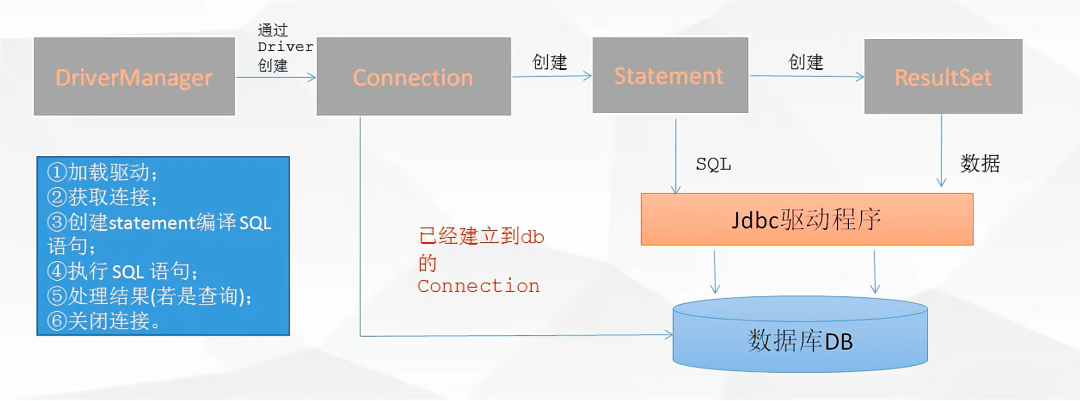 通过
Driver
创建
DriverManager
Connection
创建
Statement
创建
ResultSet
①加载驱动;
②获取连接;
③创建statement编译SQL
语句;
④执行 SQL 语句;
⑤处理结果(若是查询);
⑥关闭连接。
SQL
数据
Jdbc驱动程序
已经建立到db
的
Connection
数据库DB